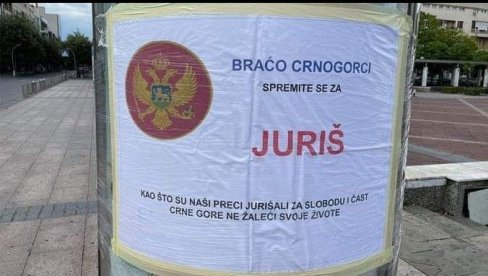 BRAĆO CRNOGORCI
SPREMITE SE ZA
JURIŠ
KAO ŠTO SU NAŠI PRECI JURIŠALI ZA SLOBODU I ČAST
CRNE GORE NE ŽALEĆI SVOJE ŽIVOTE